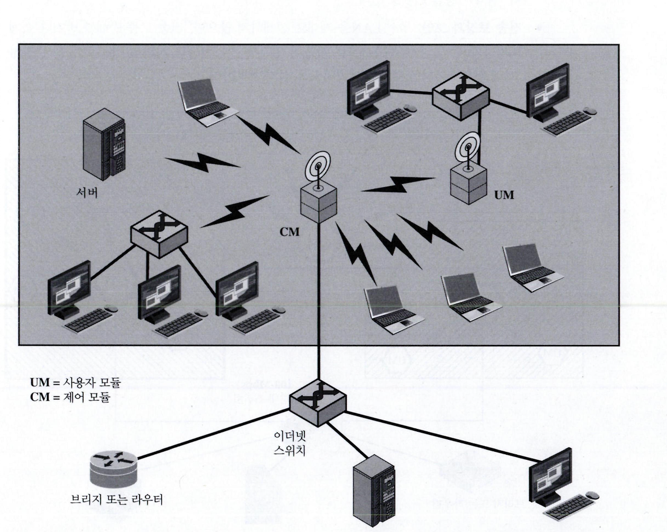 서버
CM
UM
UM = 사용자 모듈
CM = 제어 모듈
이더넷
스위치
브리지 또는 라우터